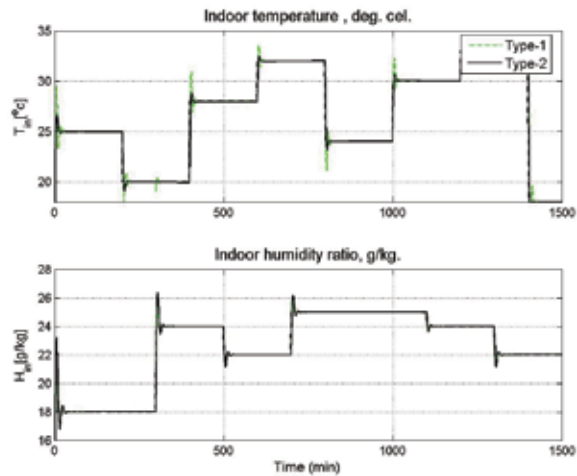 Indoor temperature , deg. cel.
35
30
25
20
T_in[ºc]
Type-1
Type-2
0
500
1000
1500
Indoor humidity ratio, g/kg.
28
26
24
22
20
18
16
H_in[g/kg]
0
500
1000
1500
Time (min)